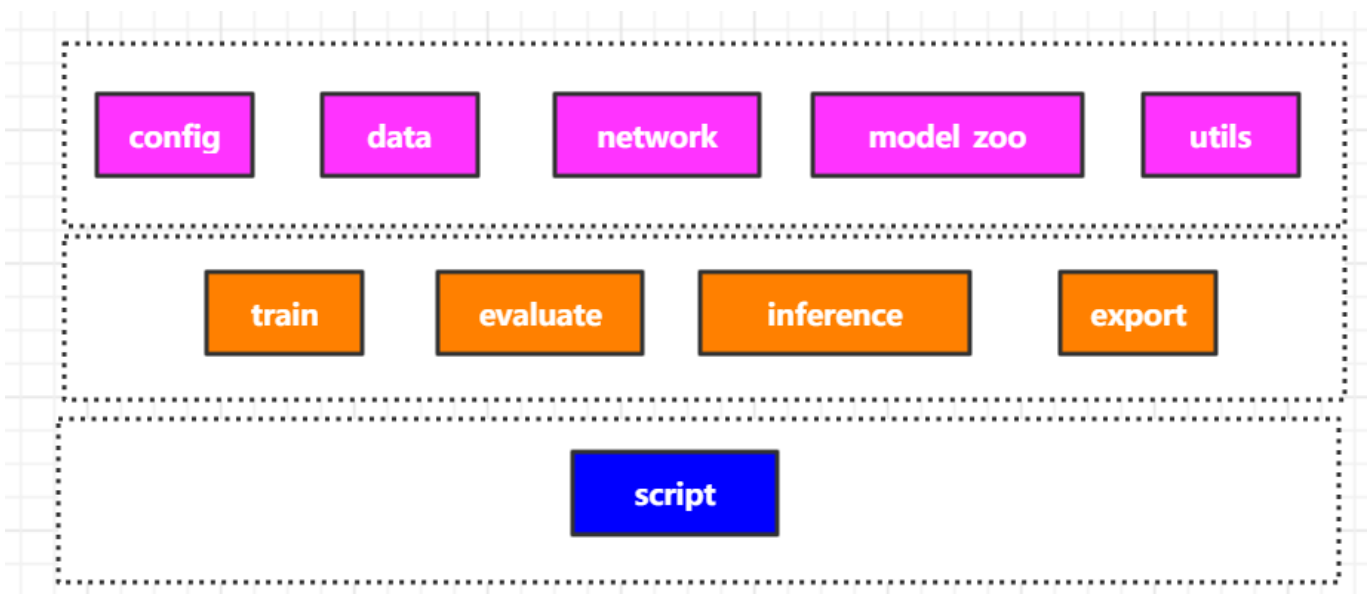 config
data
network
model zoo
utils
train
evaluate
inference
export
script